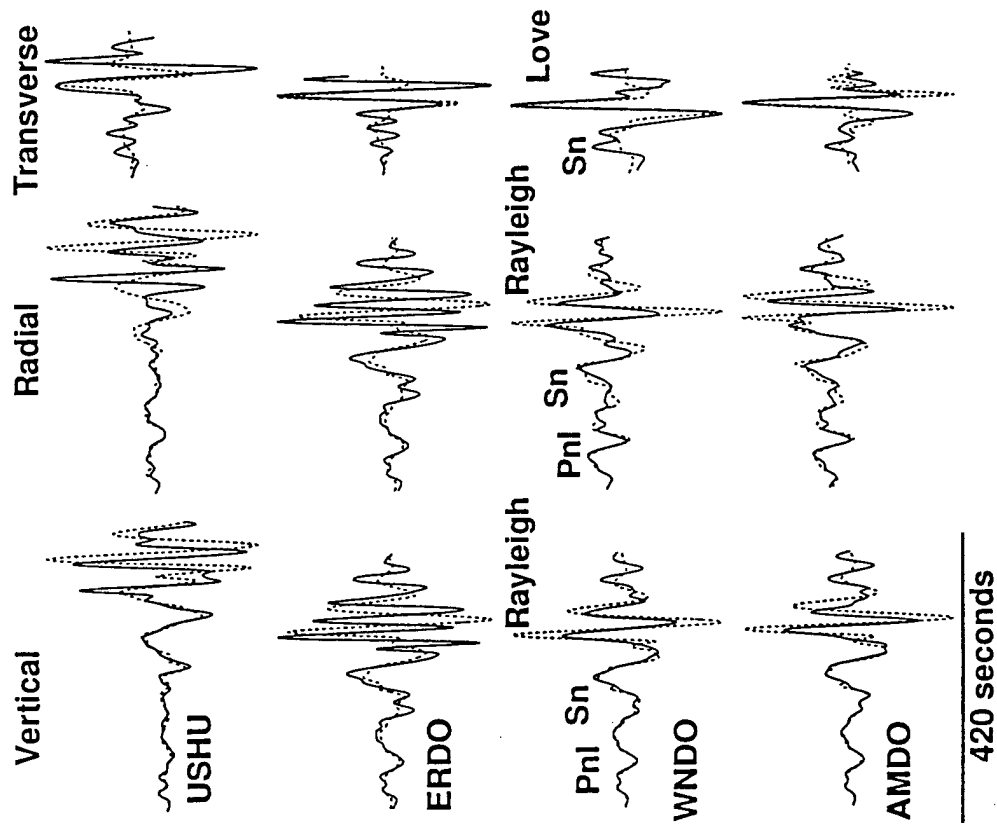 Vertical
Radial
Transverse
USHU
ERDO
Rayleigh
Rayleigh
Love
Pnl
Sn
Pnl
Sn
Sn
WNDO
AMDO
420 seconds